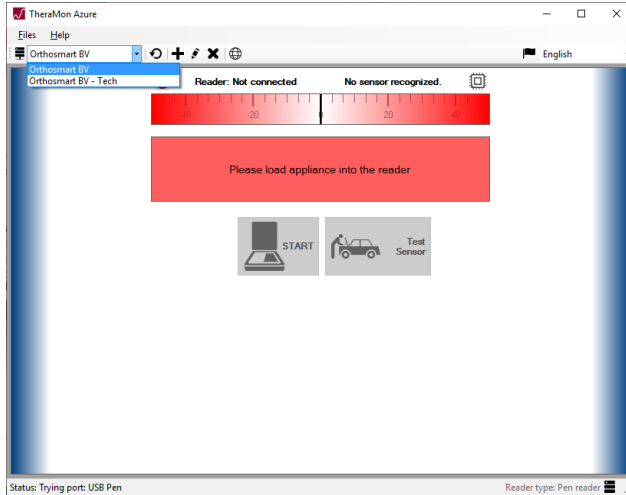 TheraMon Azure
Files Help
Orthosmart BV English
Orthosmart BV
Orthosmart BV - Tech
Reader: Not connected No sensor recognized.
-40 -20 0 20 40
Please load appliance into the reader
START
Test
Sensor
Status: Trying port: USB Pen Reader type: Pen reader